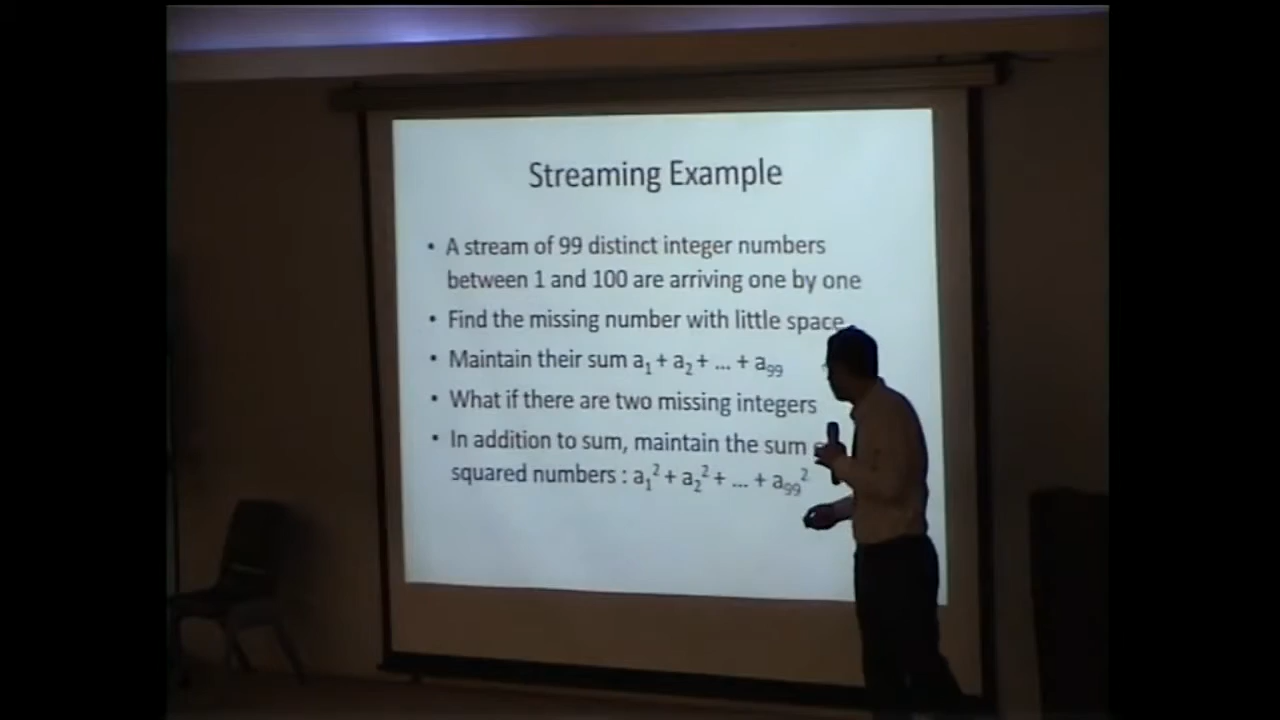 Streaming Example
• A stream of 99 distinct integer numbers
between 1 and 100 are arriving one by one
• Find the missing number with little space
• Maintain their sum a₁ + a₂ + ... + a₉₉
• What if there are two missing integers
• In addition to sum, maintain the sum
squared numbers : a₁² + a₂² + ... + a₉₉²